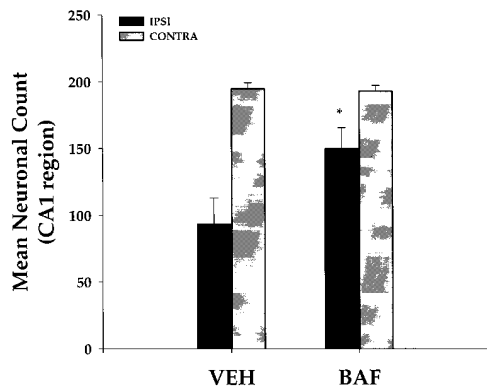 250
200
150
100
50
0
Mean Neuronal Count
(CA1 region)
IPSI
CONTRA
*
VEH
BAF